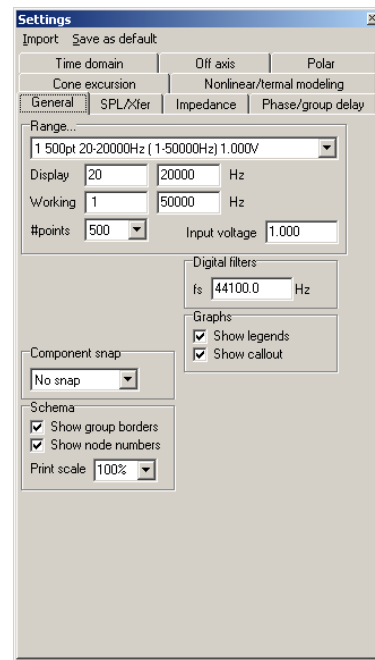 Settings
Import Save as default
Time domain Off axis Polar
Cone excursion Nonlinear/termal modeling
General SPL/Xfer Impedance Phase/group delay
Range...
1 500pt 20-20000Hz ( 1-50000Hz) 1.000V
Display 20 20000 Hz
Working 1 50000 Hz
#points 500 Input voltage 1.000
Digital filters
fs 44100.0 Hz
Graphs
Show legends
Show callout
Component snap
No snap
Schema
Show group borders
Show node numbers
Print scale 100%